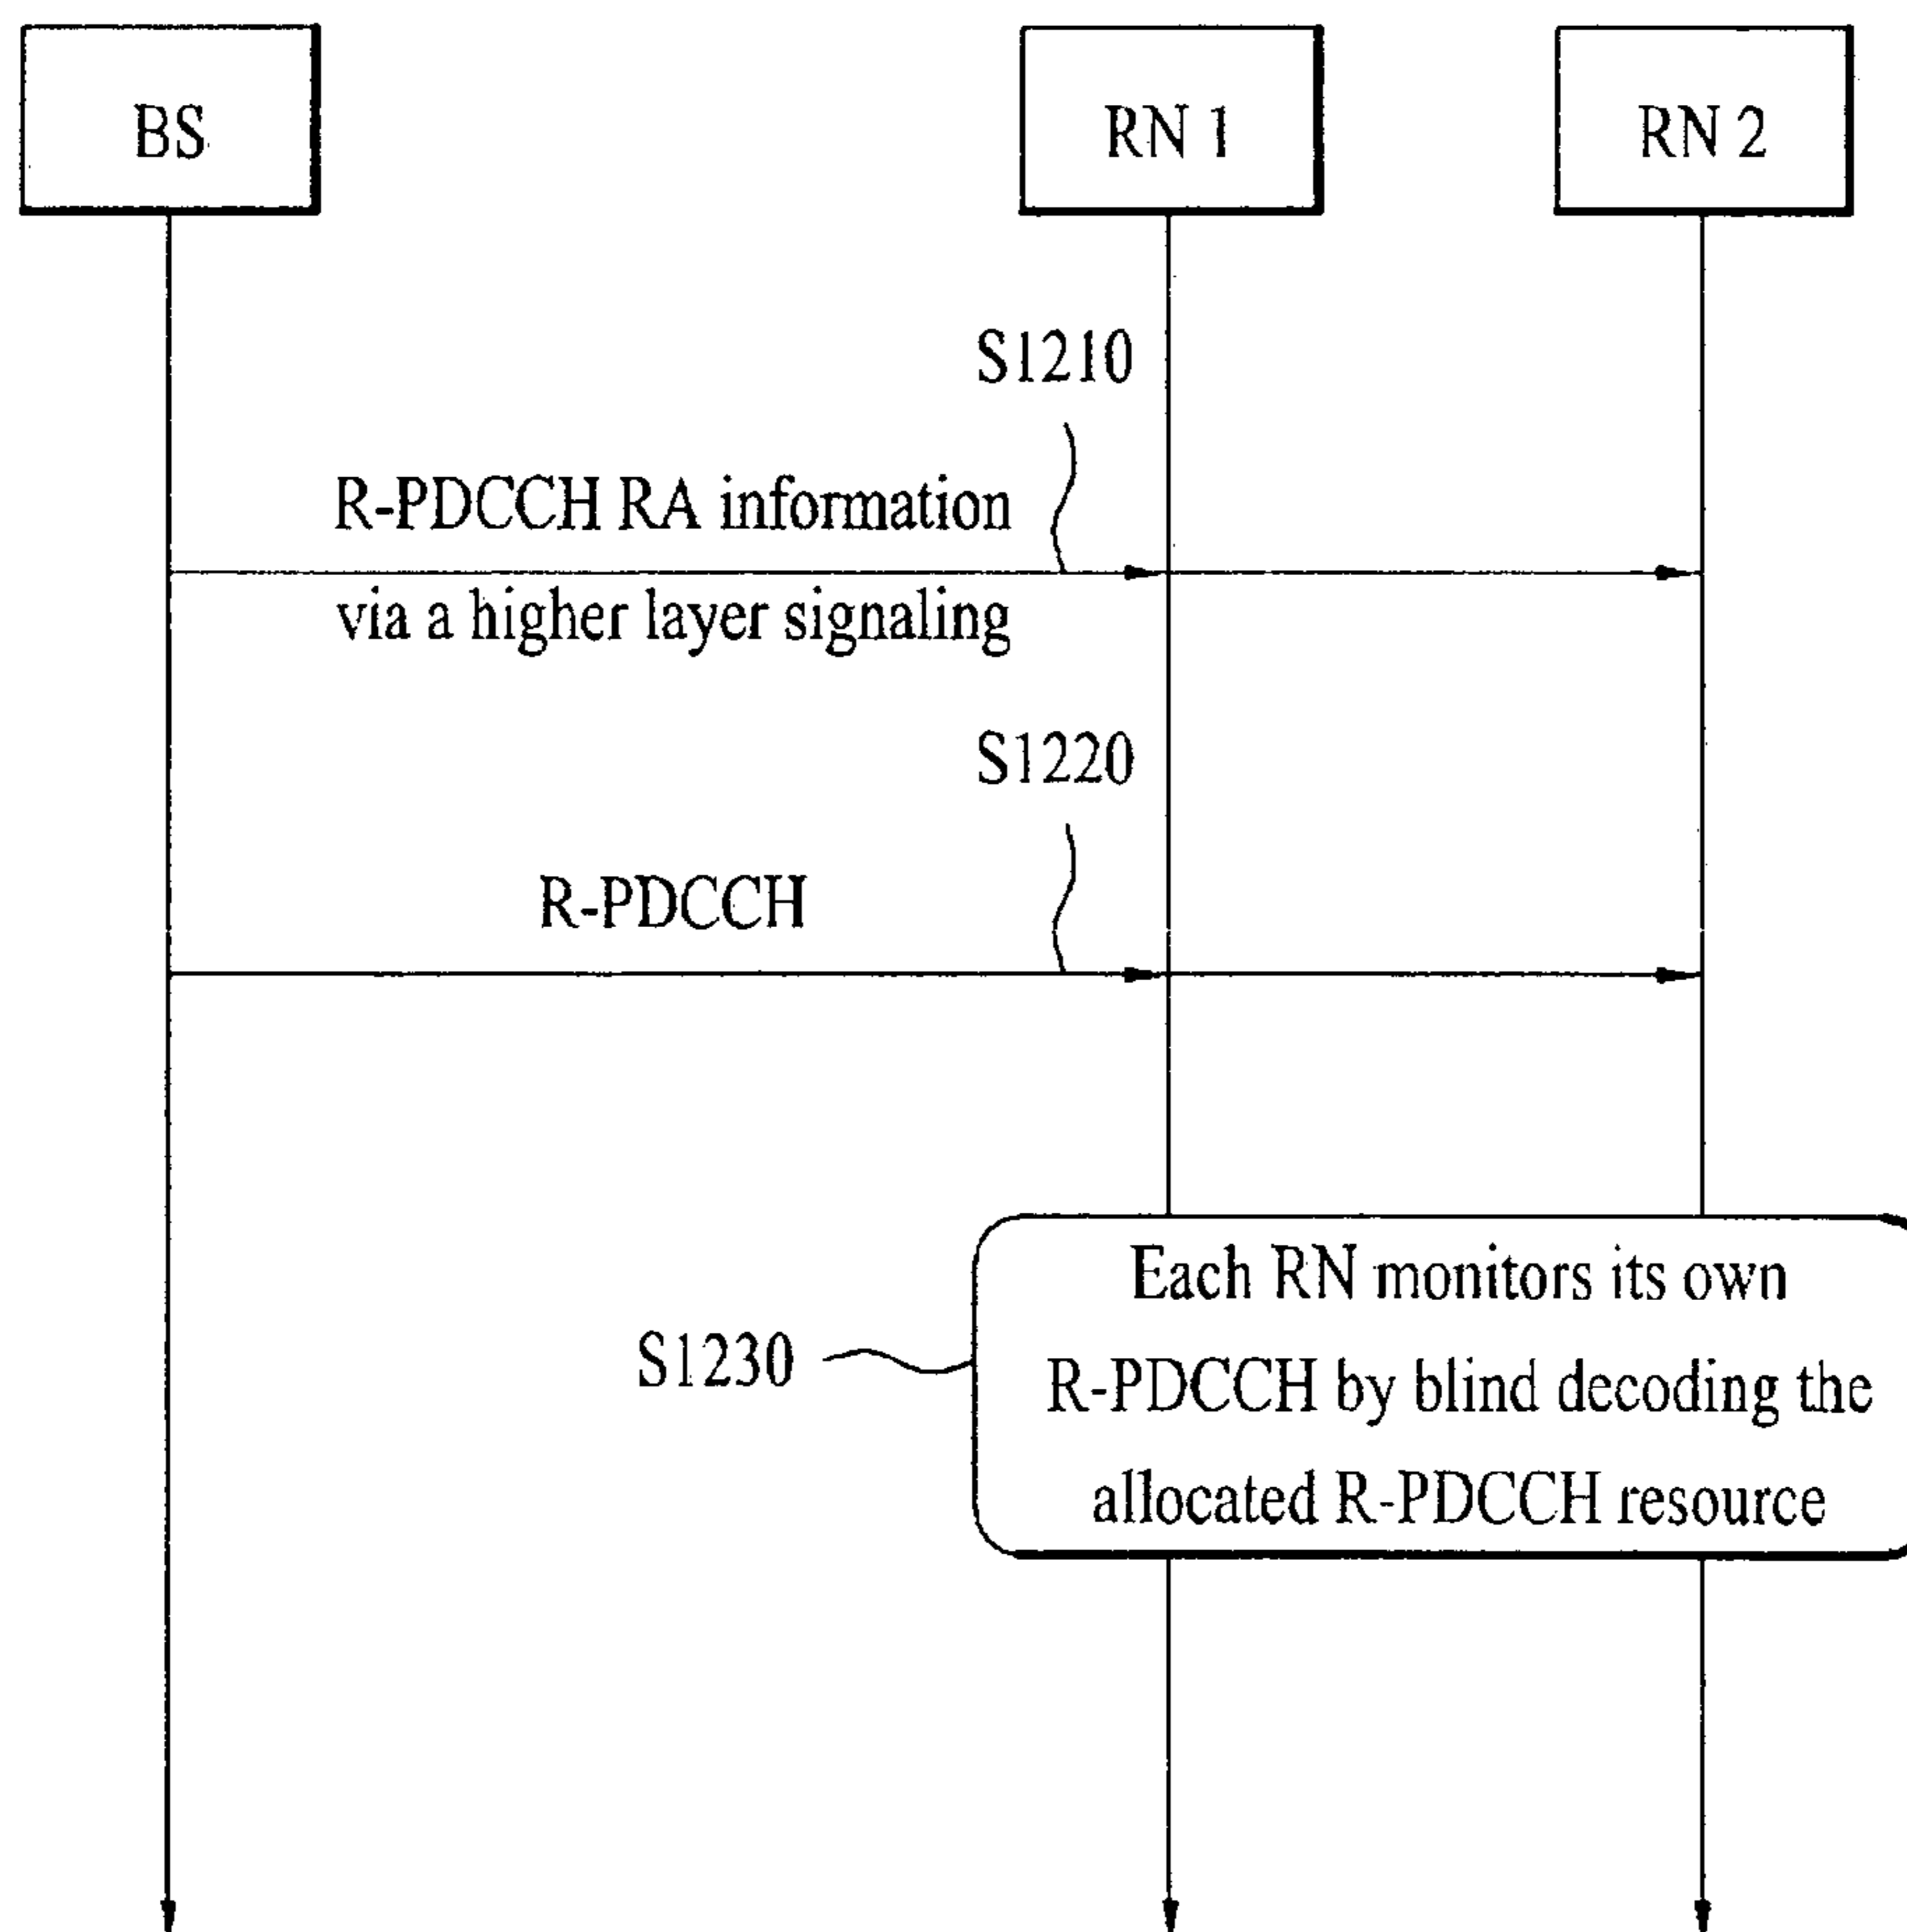 BS
RN 1
RN 2
S1210
R-PDCCH RA information
via a higher layer signaling
S1220
R-PDCCH
Each RN monitors its own
S1230
R-PDCCH by blind decoding the
allocated R-PDCCH resource